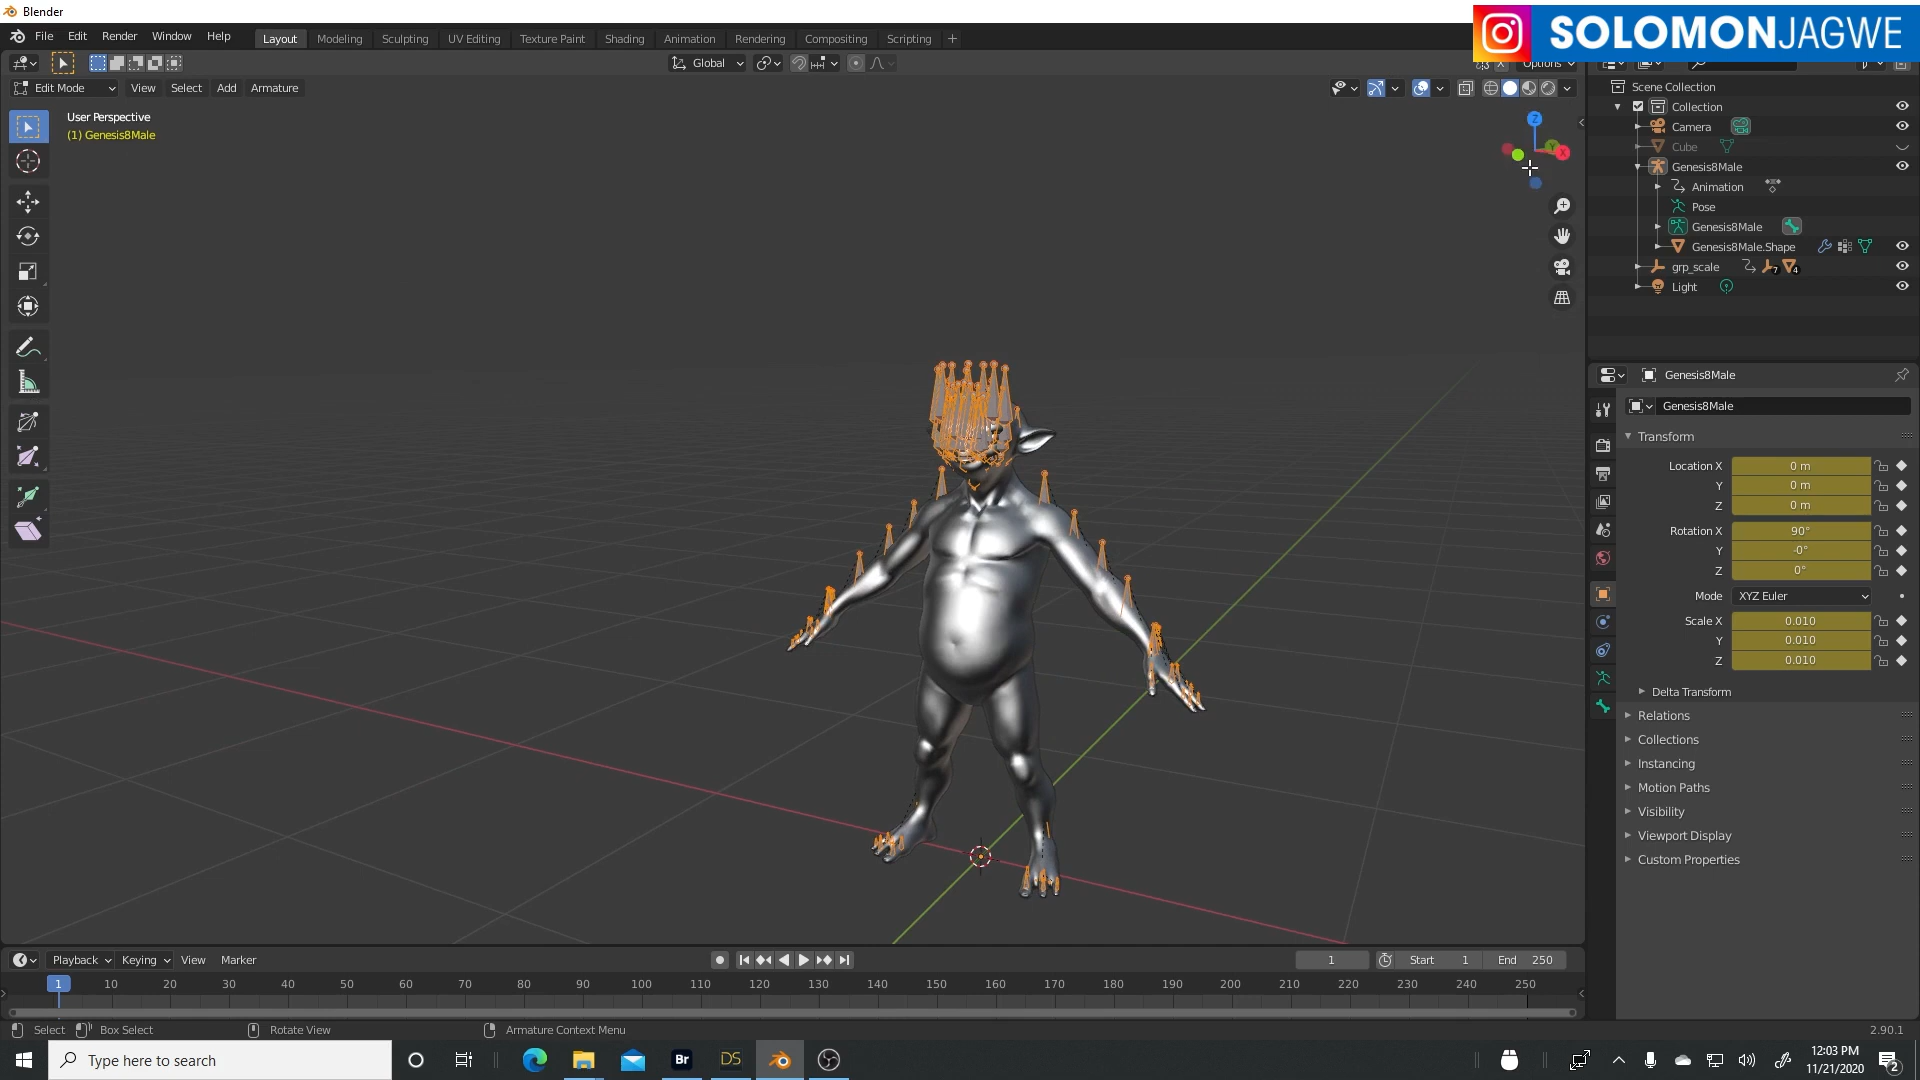 Blender
SOLOMONJAGWE
File Edit Render Window Help Layout Modeling Sculpting UV Editing Texture Paint Shading Animation Rendering Compositing Scripting +
Global
Options
Edit Mode View Select Add Armature
User Perspective
(1) Genesis8Male
Z
Y
X
Scene Collection
Collection
Camera
Cube
Genesis8Male
Animation
Pose
Genesis8Male
Genesis8Male.Shape
grp_scale 7 4
Light
Genesis8Male
Genesis8Male
Transform
Location X 0 m
Y 0 m
Z 0 m
Rotation X 90°
Y -0°
Z 0°
Mode XYZ Euler
Scale X 0.010
Y 0.010
Z 0.010
Delta Transform
Relations
Collections
Instancing
Motion Paths
Visibility
Viewport Display
Custom Properties
Playback Keying View Marker 1 Start 1 End 250
1 10 20 30 40 50 60 70 80 90 100 110 120 130 140 150 160 170 180 190 200 210 220 230 240 250
Select Box Select Rotate View Armature Context Menu 2.90.1
Type here to search
Br
DS
12:03 PM
11/21/2020
2